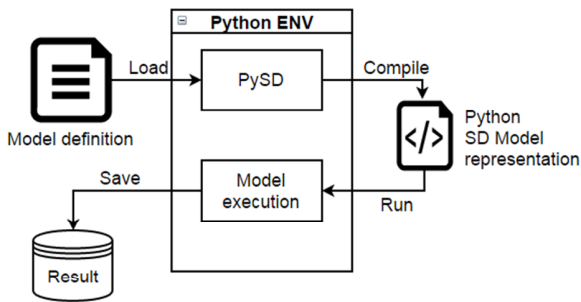 Python ENV
Load
PySD
Compile
Model definition
</>
Python
SD Model
representation
Save
Model
execution
Run
Result